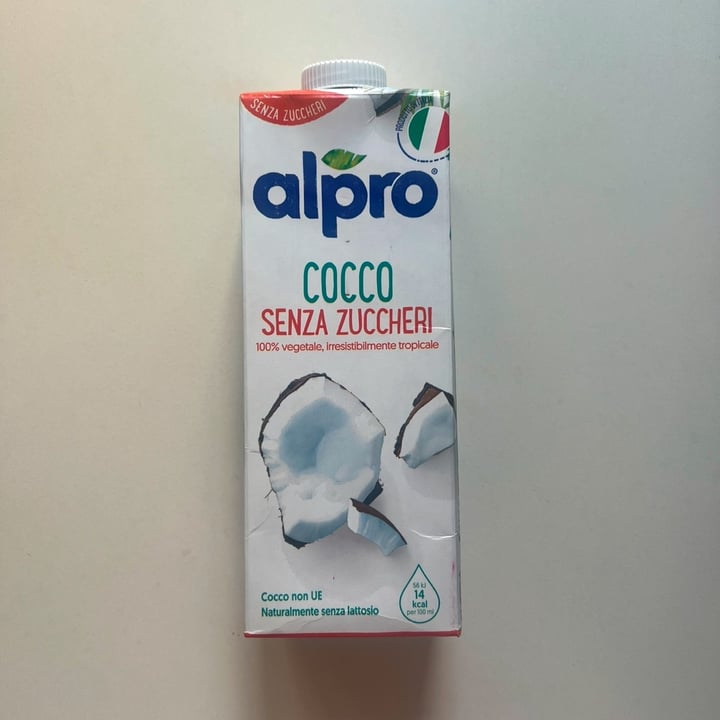 SENZA ZUCCHERI
alpro®
COCCO
SENZA ZUCCHERI
100% vegetale, irresistibilmente tropicale
Cocco non UE
Naturalmente senza lattosio
56 kJ
14
kcal
per 100 ml